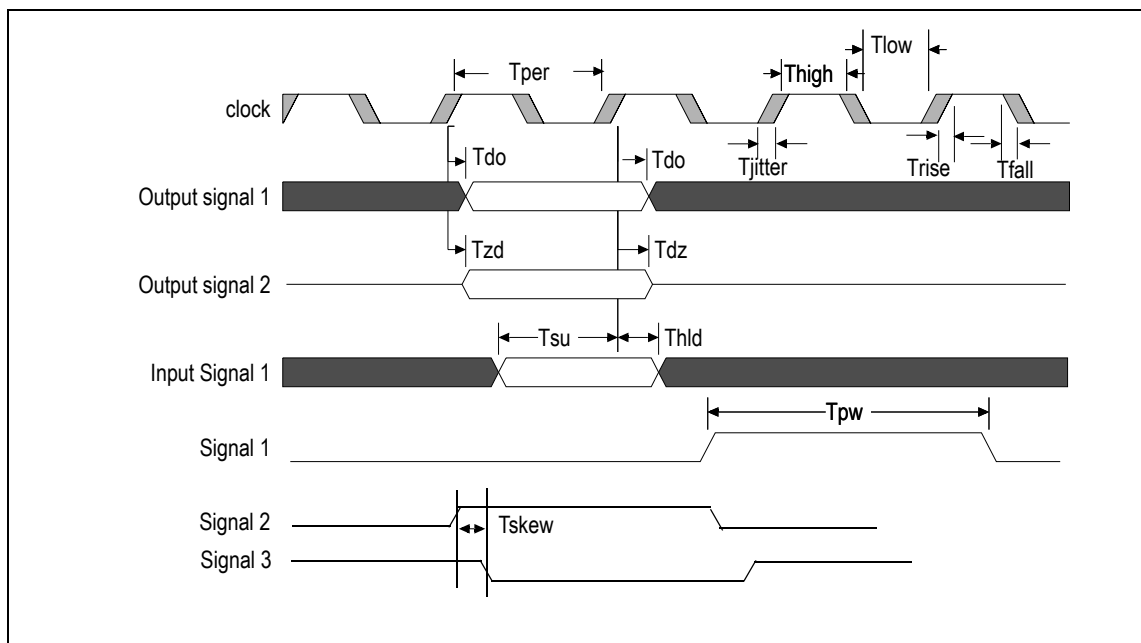 Tlow
Tper
Thigh
clock
Tdo
Tdo
Tjitter
Trise
Tfall
Output signal 1
Tzd
Tdz
Output signal 2
Tsu
Thld
Input Signal 1
Tpw
Signal 1
Signal 2
Tskew
Signal 3